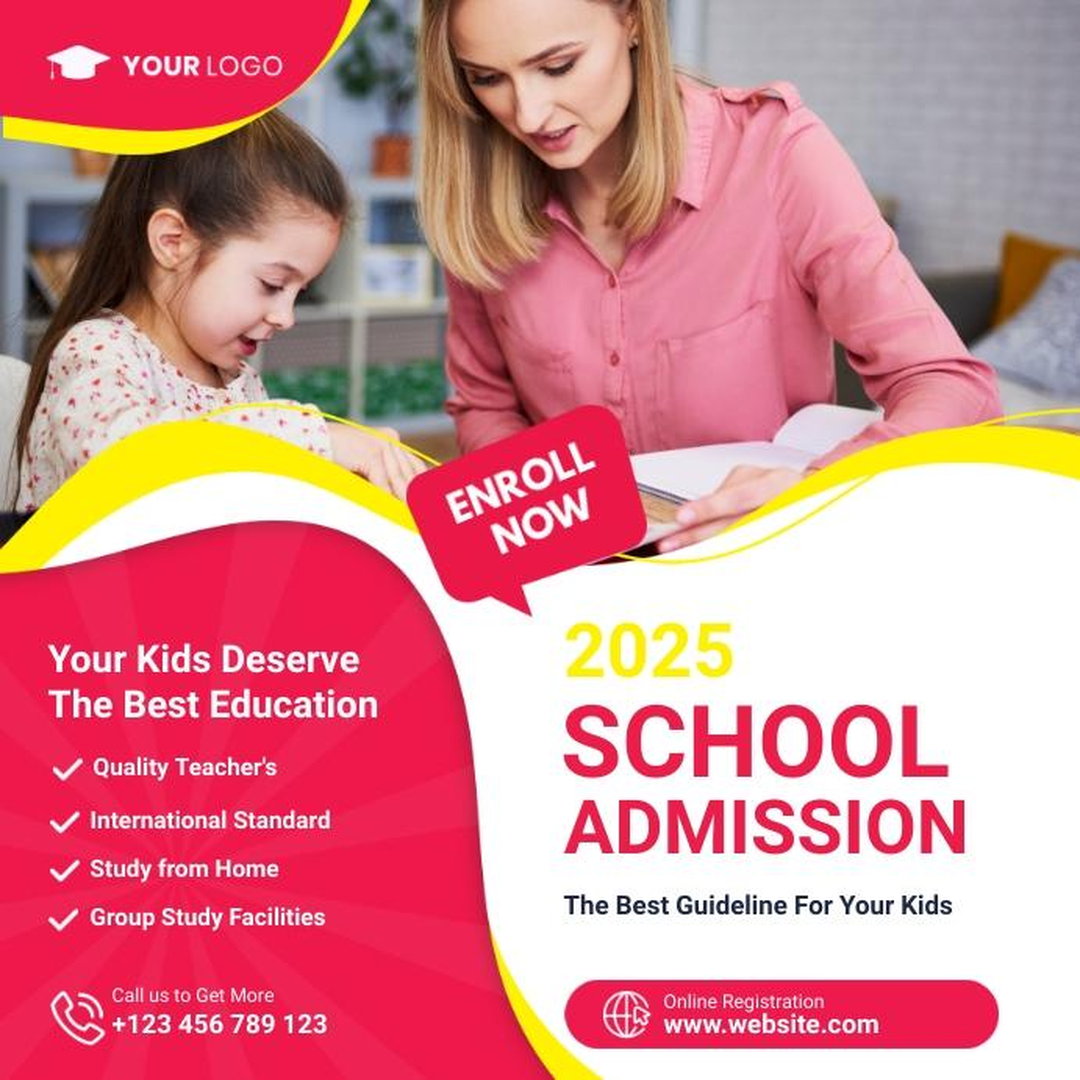 YOUR LOGO
ENROLL
NOW
Your Kids Deserve
The Best Education
Quality Teacher's
International Standard
Study from Home
Group Study Facilities
Call us to Get More
+123 456 789 123
2025
SCHOOL
ADMISSION
The Best Guideline For Your Kids
Online Registration
www.website.com